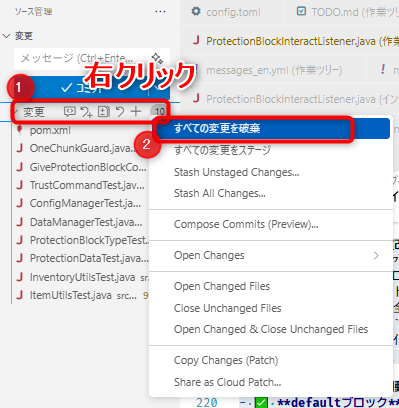 ソース管理
変更
メッセージ (Ctrl+Ente...
コミット
右クリック
1
変更
10
2
pom.xml
OneChunkGuard.java...
GiveProtectionBlockCo...
TrustCommandTest.jav...
ConfigManagerTest.jav...
DataManagerTest.java...
ProtectionBlockTypeTest...
ProtectionDataTest.java...
InventoryUtilsTest.java
ItemUtilsTest.java src... 9
config.toml
TODO.md (作業ツリー)
ProtectionBlockInteractListener.java (作業ツ
messages_en.yml (作業ツリー)
ProtectionBlockInteractListener.java (イン
すべての変更を破棄
すべての変更をステージ
Stash Unstaged Changes...
Stash All Changes...
Compose Commits (Preview)...
Open Changes
Open Changed Files
Close Unchanged Files
Open Changed & Close Unchanged Files
Copy Changes (Patch)
Share as Cloud Patch...
220 - ✅ **defaultブロック*